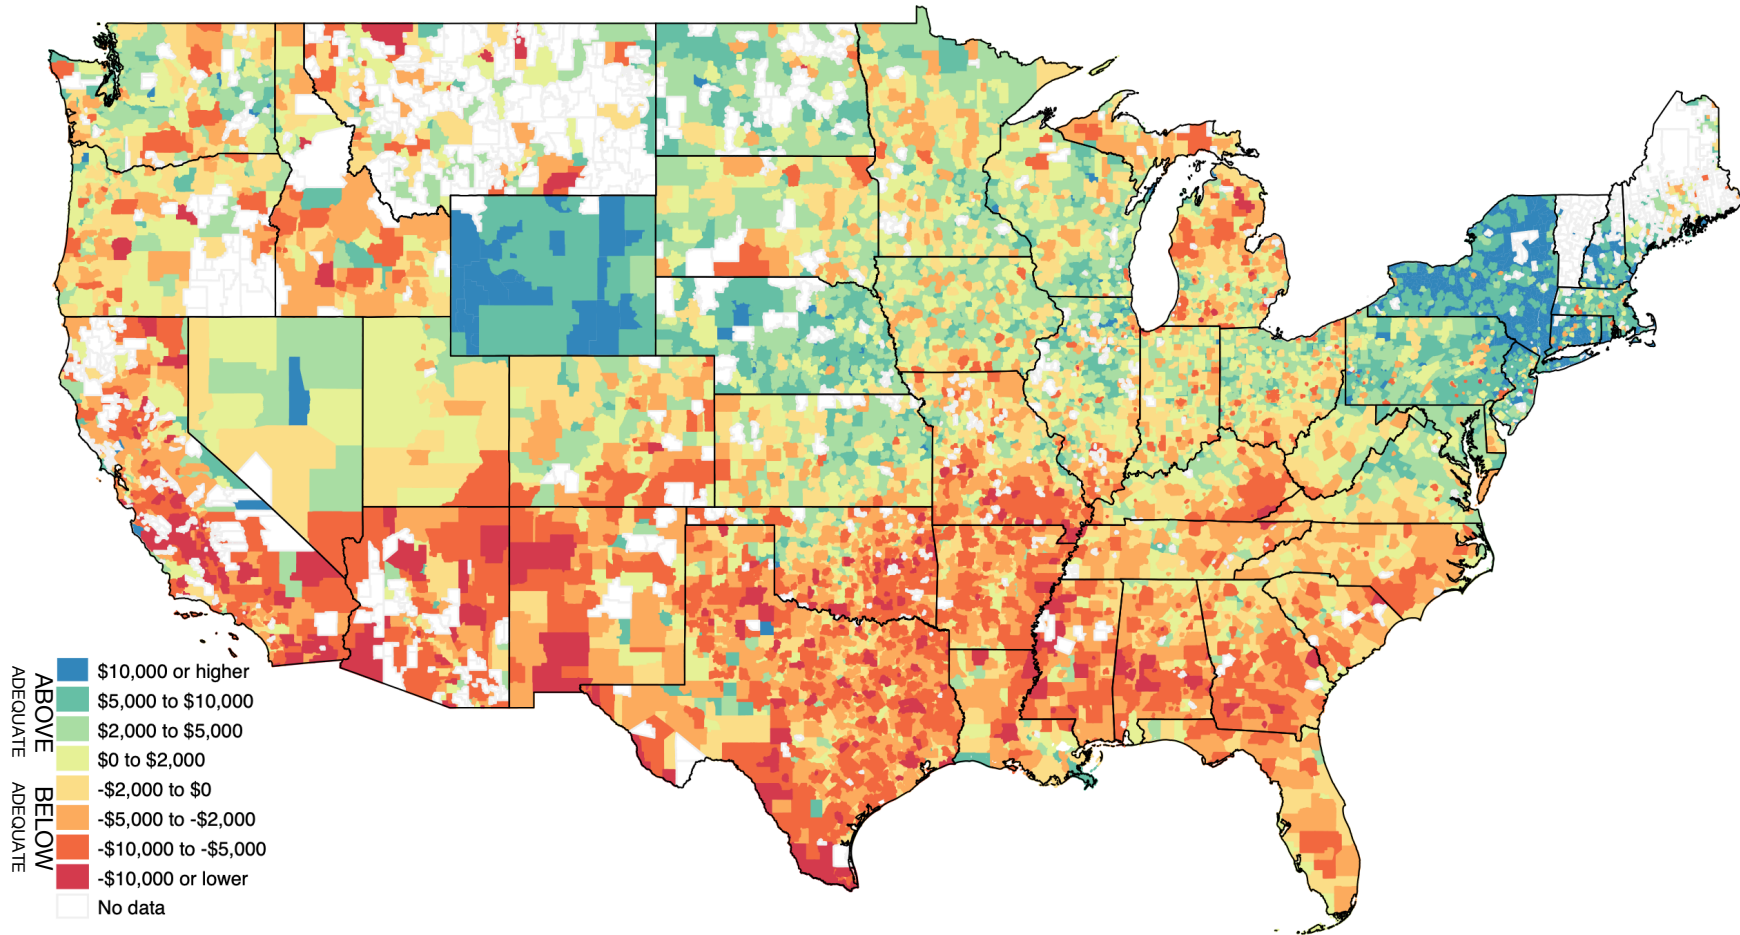 ABOVE
ADEQUATE
$10,000 or higher
$5,000 to $10,000
$2,000 to $5,000
$0 to $2,000
BELOW
ADEQUATE
-$2,000 to $0
-$5,000 to -$2,000
-$10,000 to -$5,000
-$10,000 or lower
No data